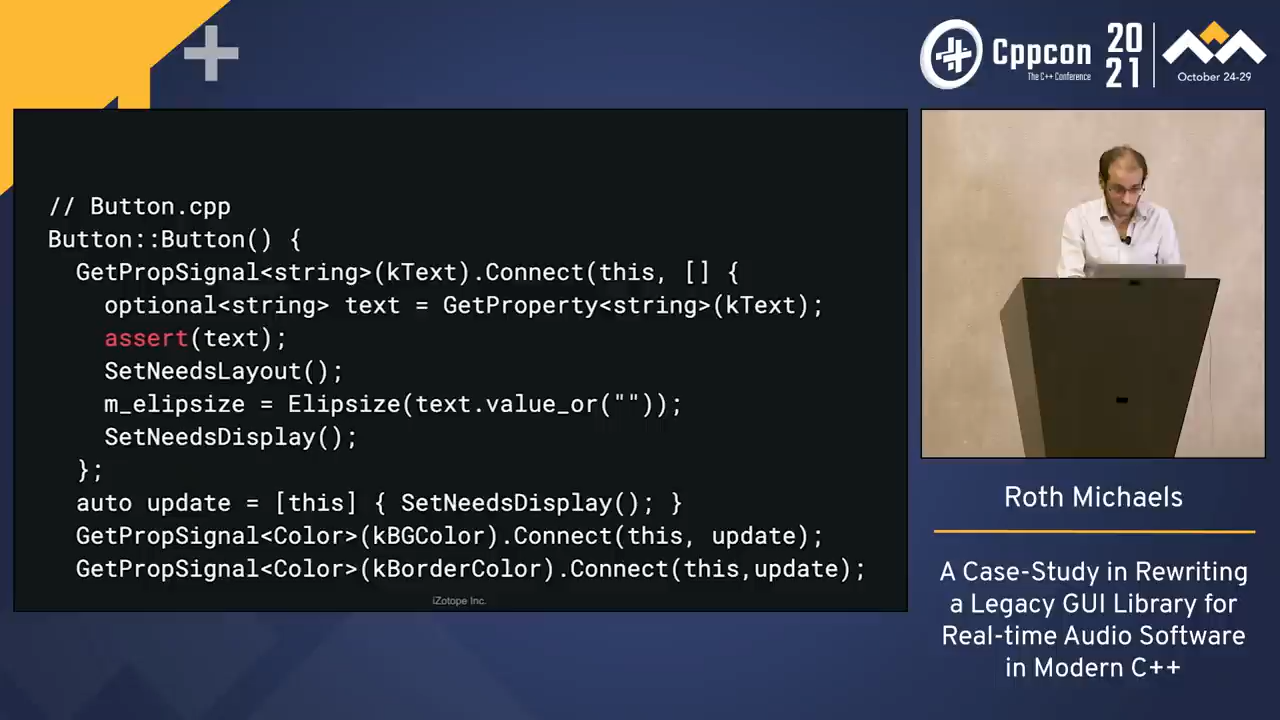 Cppcon
The C++ Conference
20
21
October 24-29
// Button.cpp
Button::Button() {
  GetPropSignal<string>(kText).Connect(this, [] {
    optional<string> text = GetProperty<string>(kText);
    assert(text);
    SetNeedsLayout();
    m_elipsize = Elipsize(text.value_or(""));
    SetNeedsDisplay();
  };
  auto update = [this] { SetNeedsDisplay(); }
  GetPropSignal<Color>(kBGColor).Connect(this, update);
  GetPropSignal<Color>(kBorderColor).Connect(this,update);
iZotope Inc.
Roth Michaels
A Case-Study in Rewriting
a Legacy GUI Library for
Real-time Audio Software
in Modern C++